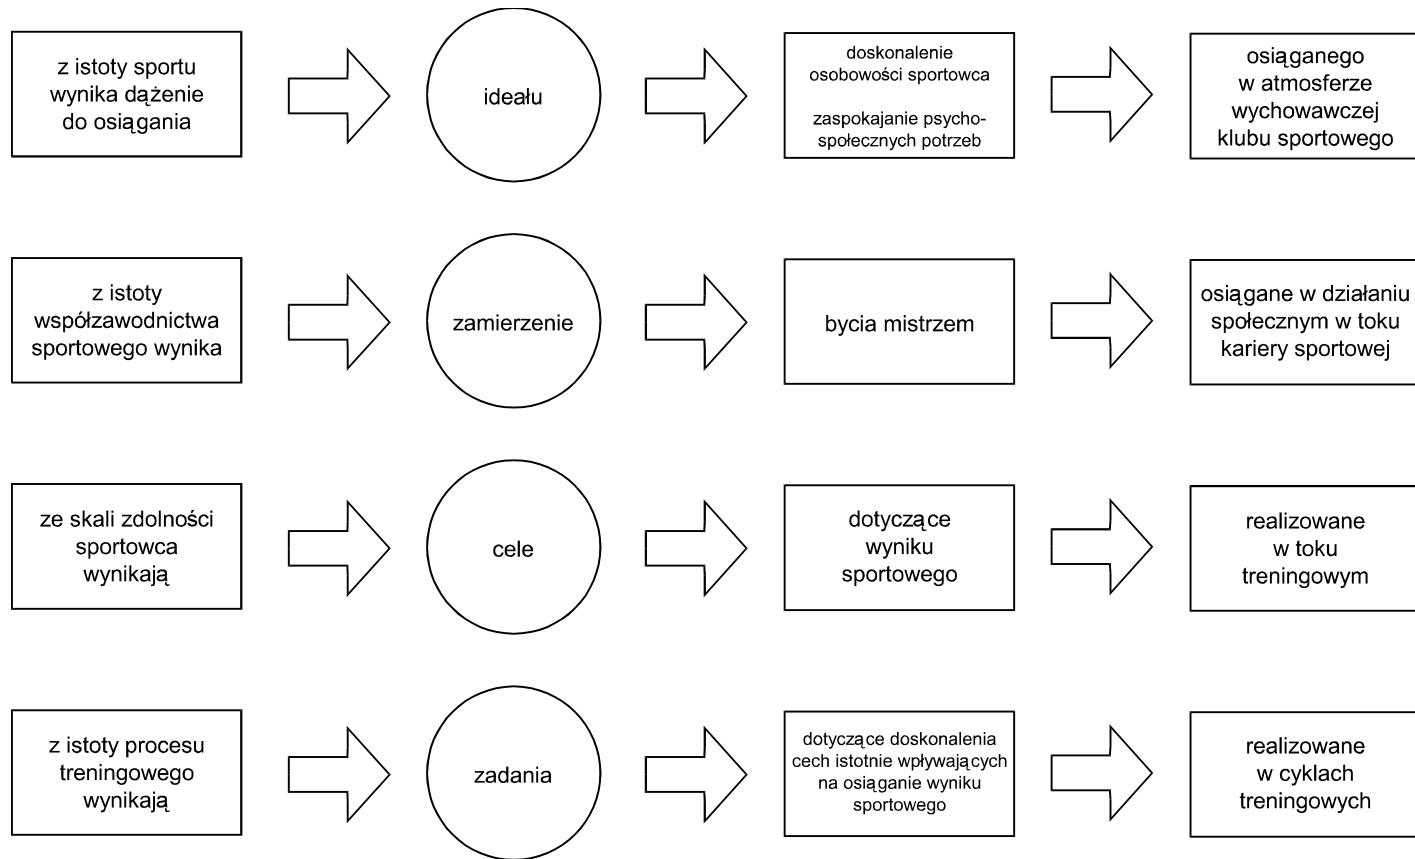 z istoty sportu
wynika dążenie
do osiągania
ideału
doskonalenie
osobowości sportowca
zaspokajanie psycho-
społecznych potrzeb
osiąganego
w atmosferze
wychowawczej
klubu sportowego
z istoty
współzawodnictwa
sportowego wynika
zamierzenie
bycia mistrzem
osiągane w działaniu
społecznym w toku
kariery sportowej
ze skali zdolności
sportowca
wynikają
cele
dotyczące
wyniku
sportowego
realizowane
w toku
treningowym
z istoty procesu
treningowego
wynikają
zadania
dotyczące doskonalenia
cech istotnie wpływających
na osiąganie wyniku
sportowego
realizowane
w cyklach
treningowych